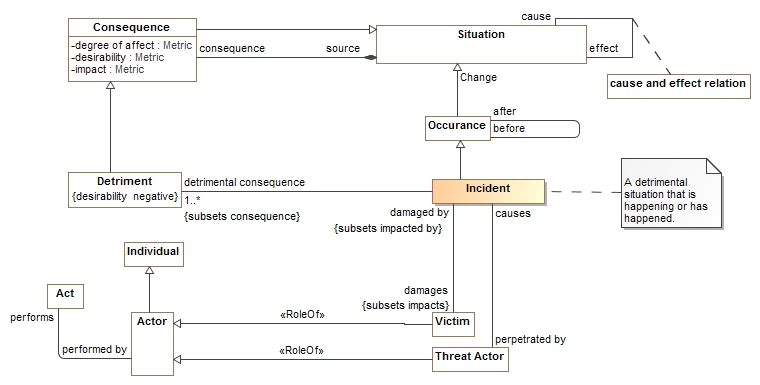 Consequence
-degree of affect : Metric
-desirability : Metric
-impact : Metric
consequence
source
Situation
cause
effect
cause and effect relation
Change
Occurance
after
before
Detriment
{desirability  negative}
detrimental consequence
1..*
{subsets consequence}
Incident
A detrimental
situation that is
happening or has
happened.
damaged by
{subsets impacted by}
causes
Individual
Act
performs
performed by
Actor
«RoleOf»
damages
{subsets impacts}
Victim
«RoleOf»
perpetrated by
Threat Actor